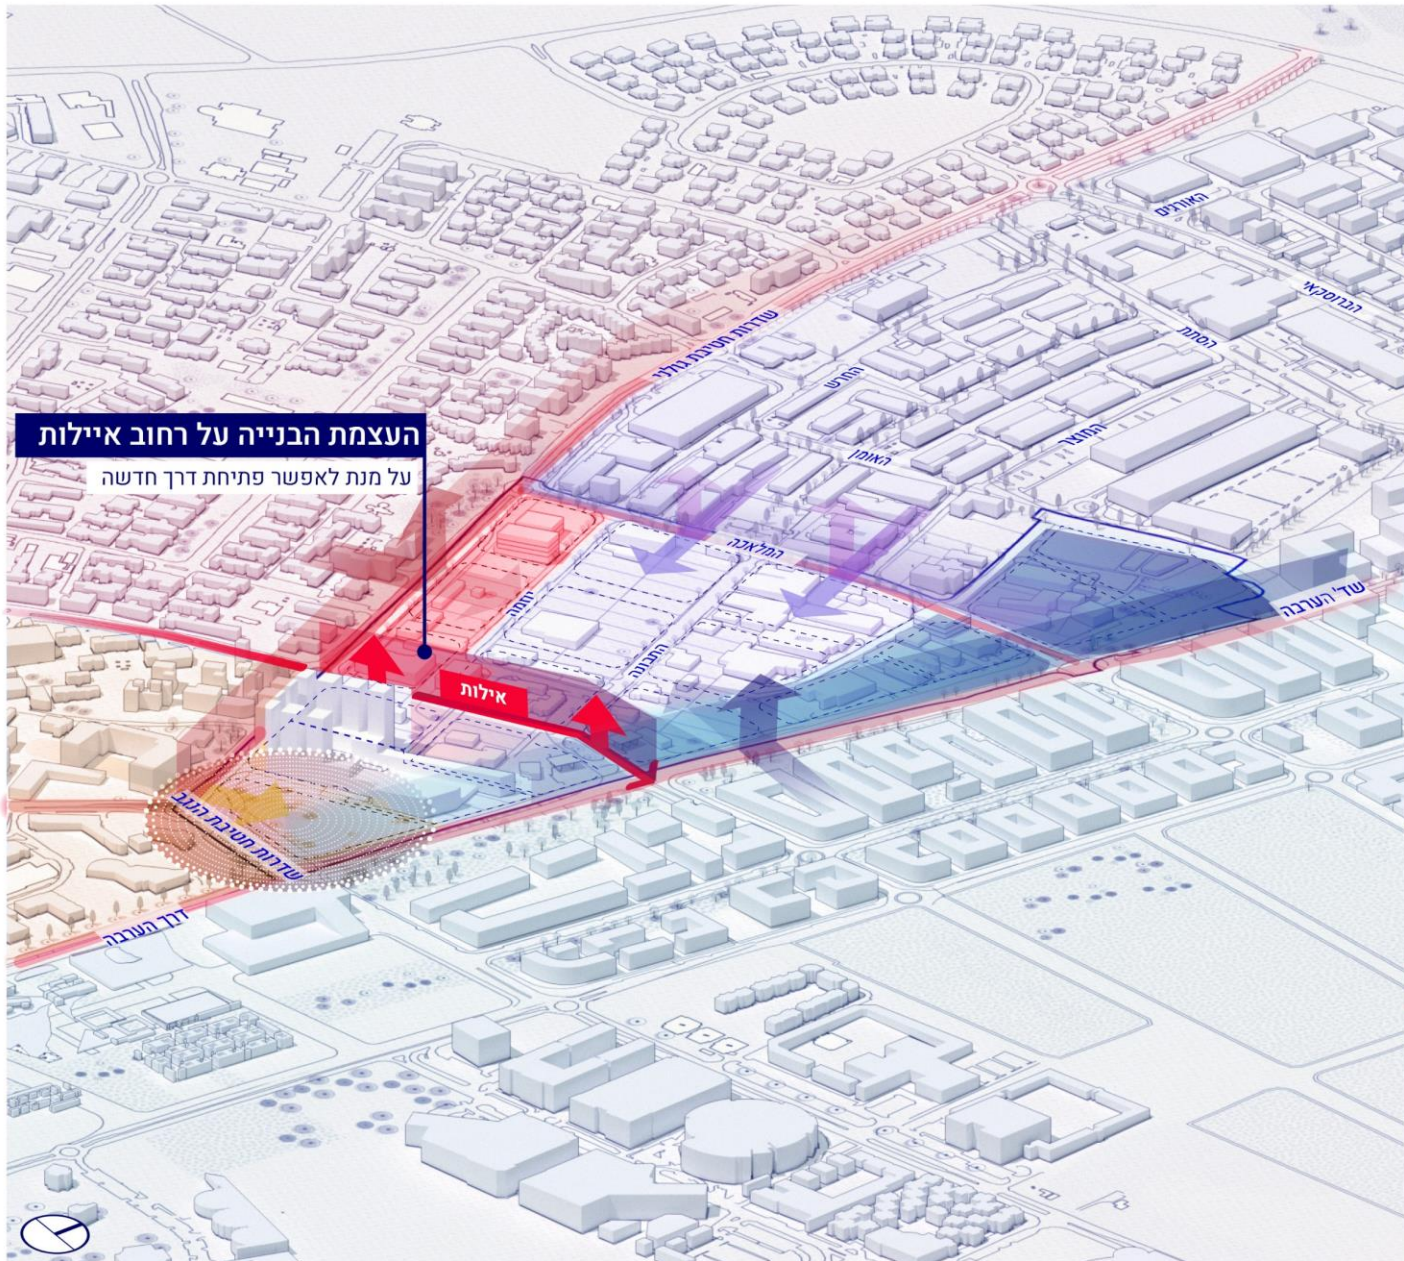 האורגים
הברוסקאי
הסתת
שדרות חטיבת גולני
החרש
המוצר
העצמת הבנייה על רחוב איילות
האומן
על מנת לאפשר פתיחת דרך חדשה
המלאכה
שד' הערבה
יזמה
התבונה
אילות
שדרות חטיבת הנגב
דרך הערבה